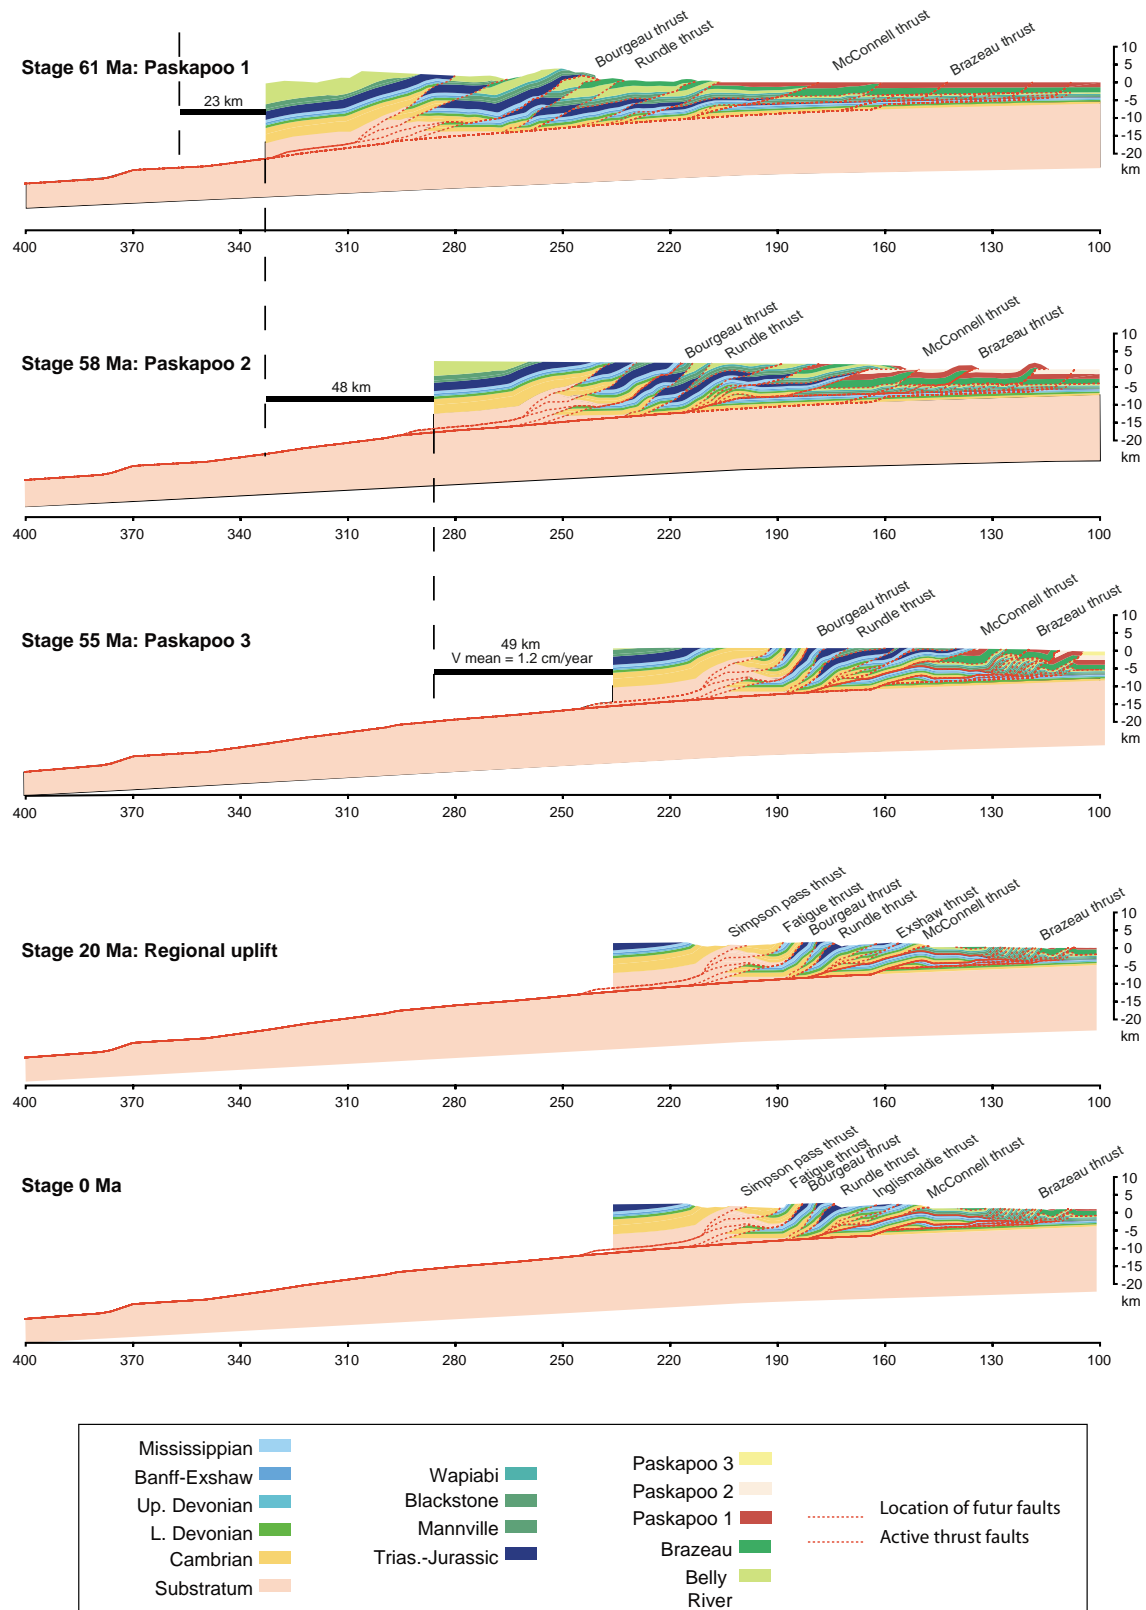 Bourgeau thrust
Rundle thrust
McConnell thrust
Brazeau thrust
Stage 61 Ma: Paskapoo 1
23 km
10
5
0
-5
-10
-15
-20
km
400 370 340 310 280 250 220 190 160 130 100
Bourgeau thrust
Rundle thrust
McConnell thrust
Brazeau thrust
Stage 58 Ma: Paskapoo 2
48 km
10
5
0
-5
-10
-15
-20
km
400 370 340 310 280 250 220 190 160 130 100
Bourgeau thrust
Rundle thrust
McConnell thrust
Brazeau thrust
Stage 55 Ma: Paskapoo 3
49 km
V mean = 1.2 cm/year
10
5
0
-5
-10
-15
-20
km
400 370 340 310 280 250 220 190 160 130 100
Simpson pass thrust
Fatigue thrust
Bourgeau thrust
Rundle thrust
Exshaw thrust
McConnell thrust
Brazeau thrust
Stage 20 Ma: Regional uplift
10
5
0
-5
-10
-15
-20
km
400 370 340 310 280 250 220 190 160 130 100
Simpson pass thrust
Fatigue thrust
Bourgeau thrust
Rundle thrust
Inglismaldie thrust
McConnell thrust
Brazeau thrust
Stage 0 Ma
10
5
0
-5
-10
-15
-20
km
400 370 340 310 280 250 220 190 160 130 100
Mississippian
Banff-Exshaw
Up. Devonian
L. Devonian
Cambrian
Substratum
Wapiabi
Blackstone
Mannville
Trias.-Jurassic
Paskapoo 3
Paskapoo 2
Paskapoo 1
Brazeau
Belly
River
Location of futur faults
Active thrust faults